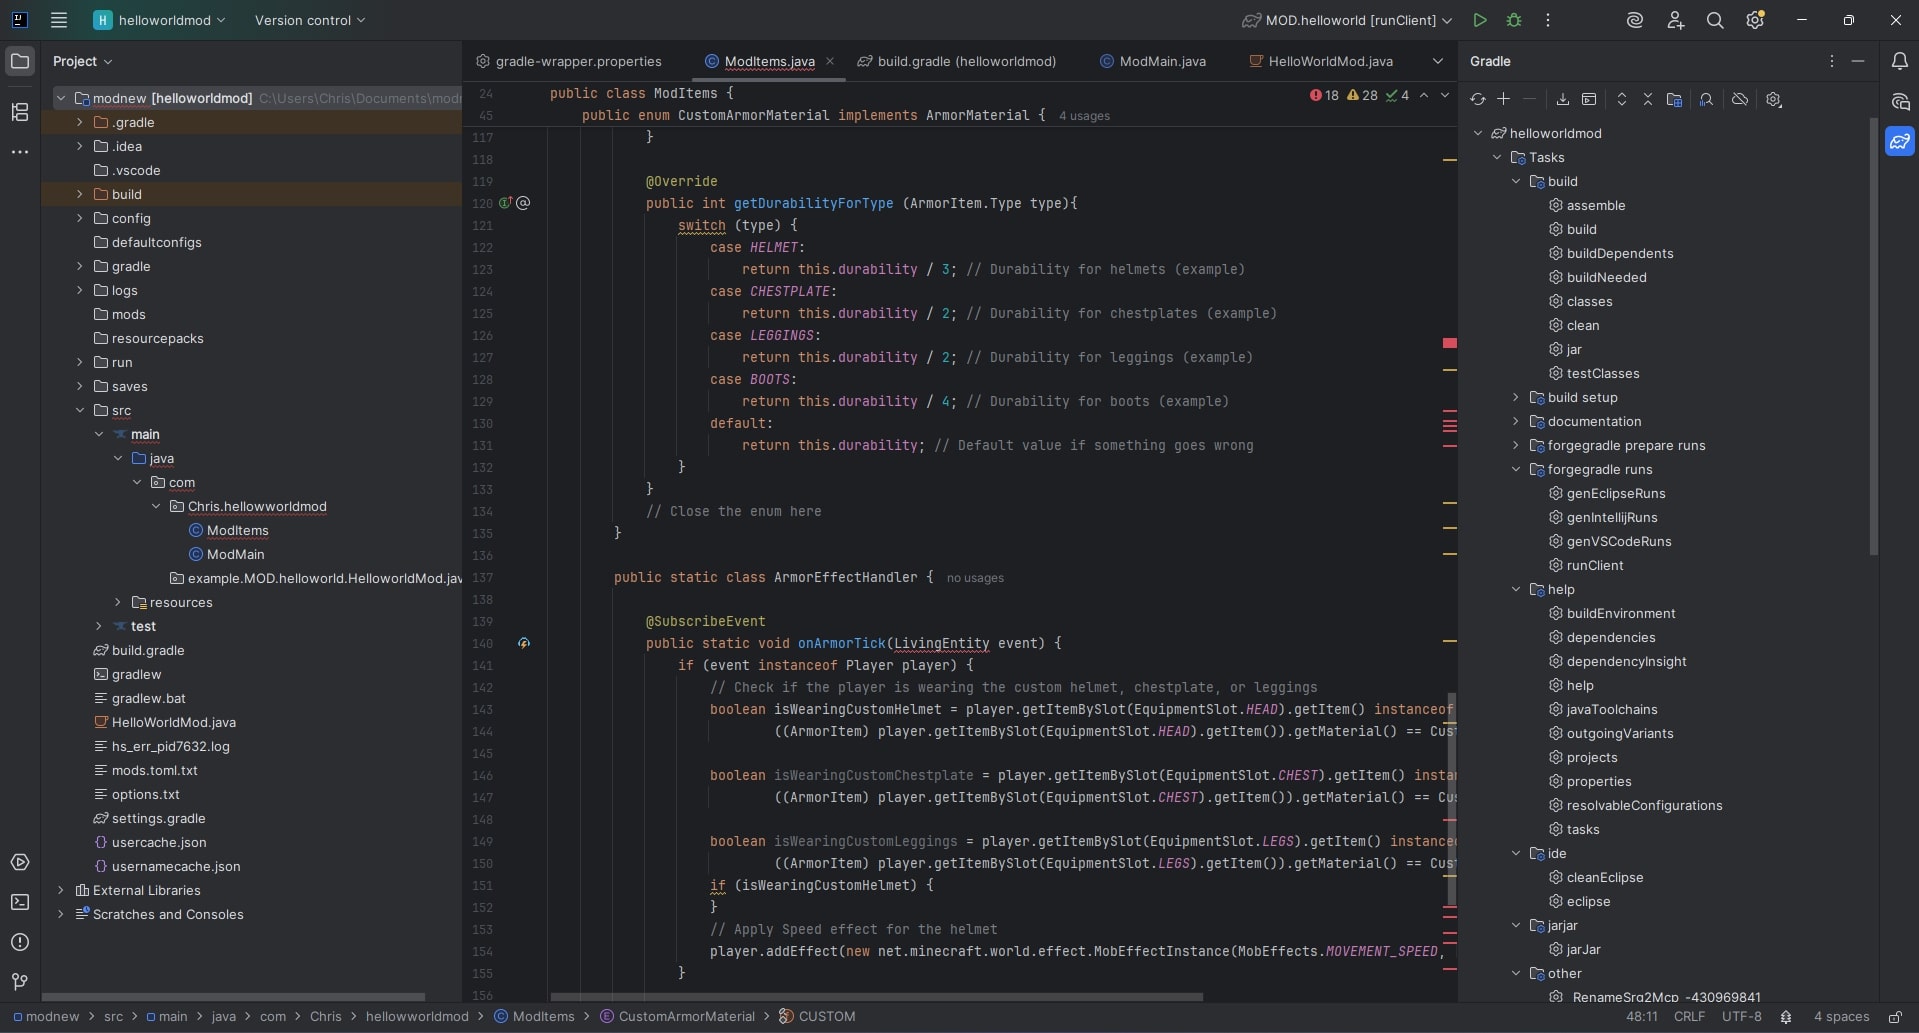 H helloworldmod Version control MOD.helloworld [runClient]
Project
gradle-wrapper.properties ModItems.java build.gradle (helloworldmod) ModMain.java HelloWorldMod.java
Gradle
modnew [helloworldmod] C:\Users\Chris\Documents\modn
.gradle
.idea
.vscode
build
config
defaultconfigs
gradle
logs
mods
resourcepacks
run
saves
src
main
java
com
Chris.hellowworldmod
ModItems
ModMain
example.MOD.helloworld.HelloworldMod.jav
resources
test
build.gradle
gradlew
gradlew.bat
HelloWorldMod.java
hs_err_pid7632.log
mods.toml.txt
options.txt
settings.gradle
usercache.json
usernamecache.json
External Libraries
Scratches and Consoles
18 28 4
24 public class ModItems {
45 public enum CustomArmorMaterial implements ArmorMaterial { 4 usages
117 }
118
119 @Override
120 public int getDurabilityForType (ArmorItem.Type type){
121 switch (type) {
122 case HELMET:
123 return this.durability / 3; // Durability for helmets (example)
124 case CHESTPLATE:
125 return this.durability / 2; // Durability for chestplates (example)
126 case LEGGINGS:
127 return this.durability / 2; // Durability for leggings (example)
128 case BOOTS:
129 return this.durability / 4; // Durability for boots (example)
130 default:
131 return this.durability; // Default value if something goes wrong
132 }
133 }
134 // Close the enum here
135 }
136
137 public static class ArmorEffectHandler { no usages
138
139 @SubscribeEvent
140 public static void onArmorTick(LivingEntity event) {
141 if (event instanceof Player player) {
142 // Check if the player is wearing the custom helmet, chestplate, or leggings
143 boolean isWearingCustomHelmet = player.getItemBySlot(EquipmentSlot.HEAD).getItem() instanceof
144 ((ArmorItem) player.getItemBySlot(EquipmentSlot.HEAD).getItem()).getMaterial() == Cus
145
146 boolean isWearingCustomChestplate = player.getItemBySlot(EquipmentSlot.CHEST).getItem() insta
147 ((ArmorItem) player.getItemBySlot(EquipmentSlot.CHEST).getItem()).getMaterial() == Cu
148
149 boolean isWearingCustomLeggings = player.getItemBySlot(EquipmentSlot.LEGS).getItem() instance
150 ((ArmorItem) player.getItemBySlot(EquipmentSlot.LEGS).getItem()).getMaterial() == Cus
151 if (isWearingCustomHelmet) {
152 }
153 // Apply Speed effect for the helmet
154 player.addEffect(new net.minecraft.world.effect.MobEffectInstance(MobEffects.MOVEMENT_SPEED,
155 }
156
helloworldmod
Tasks
build
assemble
build
buildDependents
buildNeeded
classes
clean
jar
testClasses
build setup
documentation
forgegradle prepare runs
forgegradle runs
genEclipseRuns
genIntellijRuns
genVSCodeRuns
runClient
help
buildEnvironment
dependencies
dependencyInsight
help
javaToolchains
outgoingVariants
projects
properties
resolvableConfigurations
tasks
ide
cleanEclipse
eclipse
jarjar
jarJar
other
_RenameSrg2Mcp_-430969841
modnew > src > main > java > com > Chris > hellowworldmod > ModItems > CustomArmorMaterial > CUSTOM
48:11 CRLF UTF-8 4 spaces